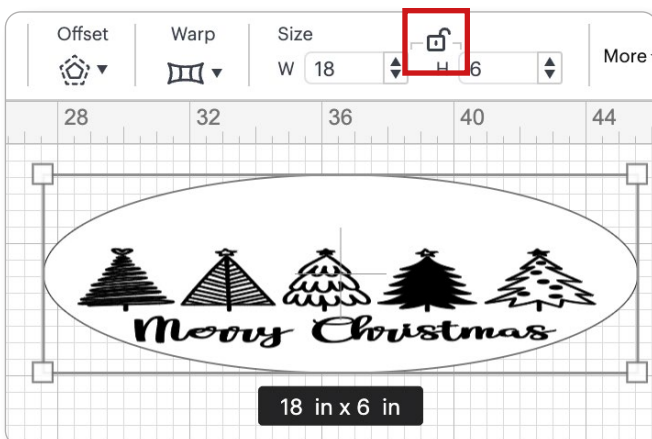 Offset Warp Size
W 18 H 6 More
28 32 36 40 44
Merry Christmas
18 in x 6 in